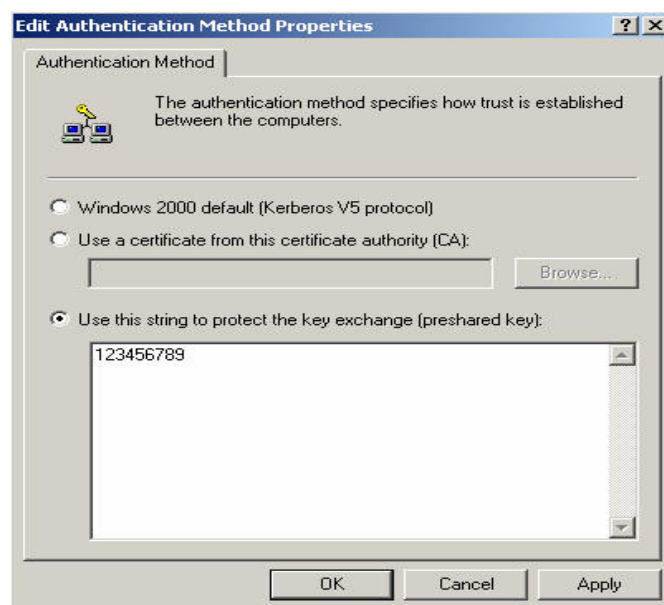 Edit Authentication Method Properties
Authentication Method
The authentication method specifies how trust is established
between the computers.
Windows 2000 default (Kerberos V5 protocol)
Use a certificate from this certificate authority (CA):
Browse...
Use this string to protect the key exchange (preshared key):
123456789
OK Cancel Apply